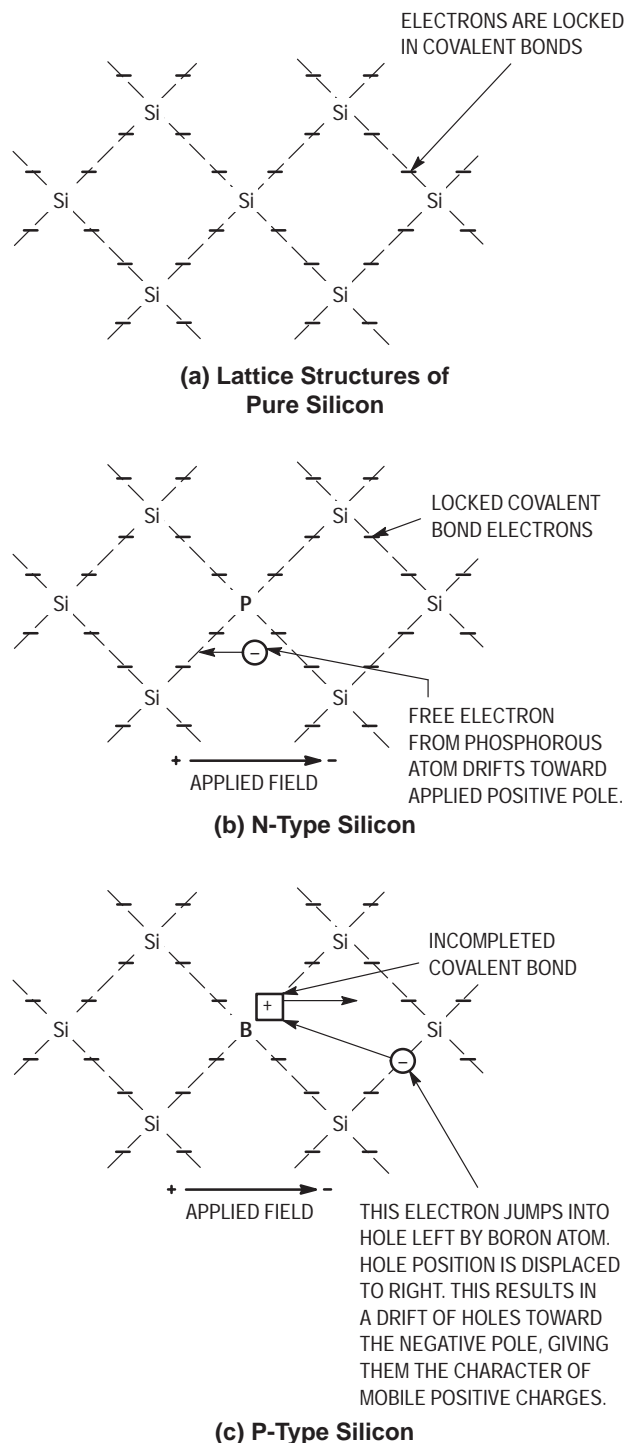 ELECTRONS ARE LOCKED
IN COVALENT BONDS
Si Si
Si Si Si
Si Si
(a) Lattice Structures of
Pure Silicon
LOCKED COVALENT
BOND ELECTRONS
Si Si
Si P Si
−
Si Si
FREE ELECTRON
FROM PHOSPHOROUS
ATOM DRIFTS TOWARD
APPLIED POSITIVE POLE.
+ -
APPLIED FIELD
(b) N-Type Silicon
INCOMPLETED
COVALENT BOND
Si Si
+
Si B Si
−
Si Si
+ -
APPLIED FIELD
THIS ELECTRON JUMPS INTO
HOLE LEFT BY BORON ATOM.
HOLE POSITION IS DISPLACED
TO RIGHT. THIS RESULTS IN
A DRIFT OF HOLES TOWARD
THE NEGATIVE POLE, GIVING
THEM THE CHARACTER OF
MOBILE POSITIVE CHARGES.
(c) P-Type Silicon